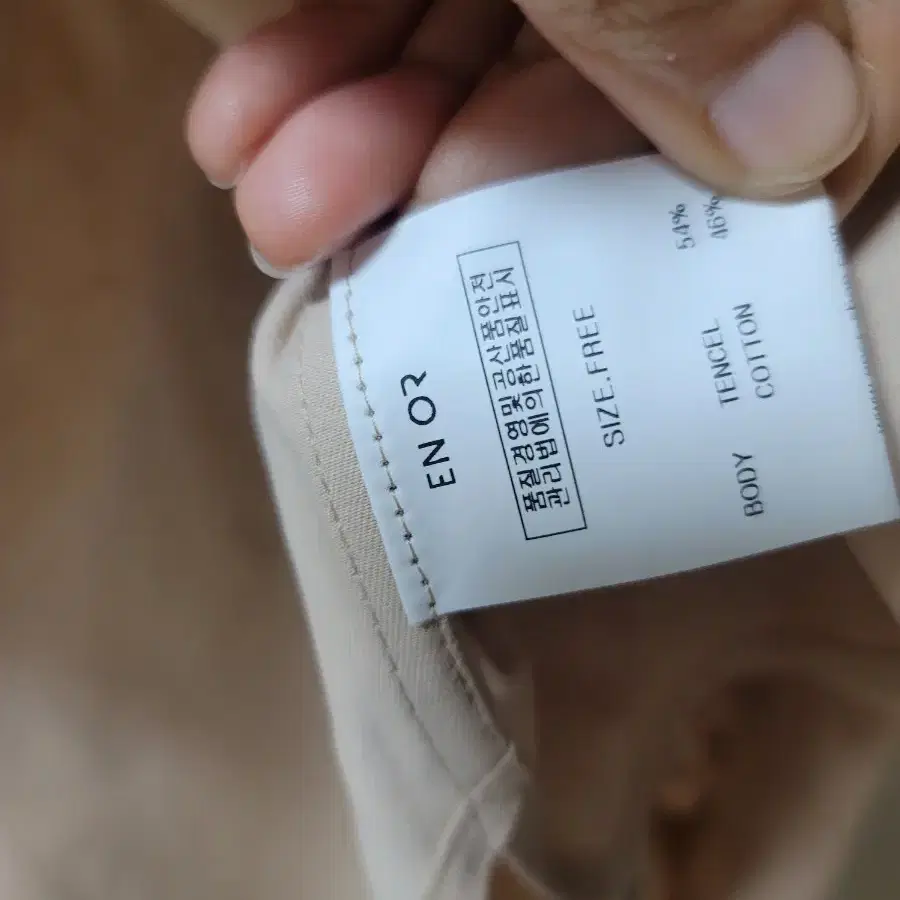 EN OR
품질경영및 공산품안전
관리법에의한품질표시
SIZE.FREE
BODY TENCEL 54%
COTTON 46%